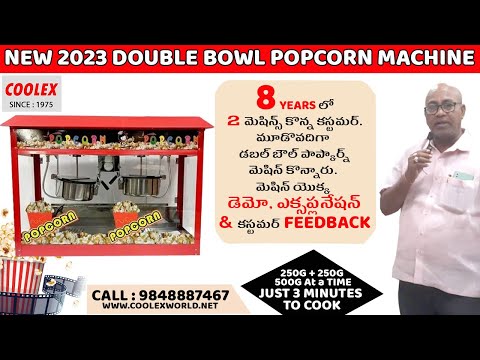 NEW 2023 DOUBLE BOWL POPCORN MACHINE
COOLEX
SINCE : 1975
8 YEARS లో
2 మెషిన్స్ కొన్న కస్టమర్.
మూడొవదిగా
డబల్ బౌల్ పాప్కార్న్
మెషిన్ కొన్నారు.
మెషిన్ యొక్క
డెమో, ఎక్సప్లనేషన్
& కస్టమర్ FEEDBACK
POPCORN
POPCORN
POPCORN
250G + 250G
500G At a TIME
JUST 3 MINUTES
TO COOK
CALL : 9848887467
WWW.COOLEXWORLD.NET